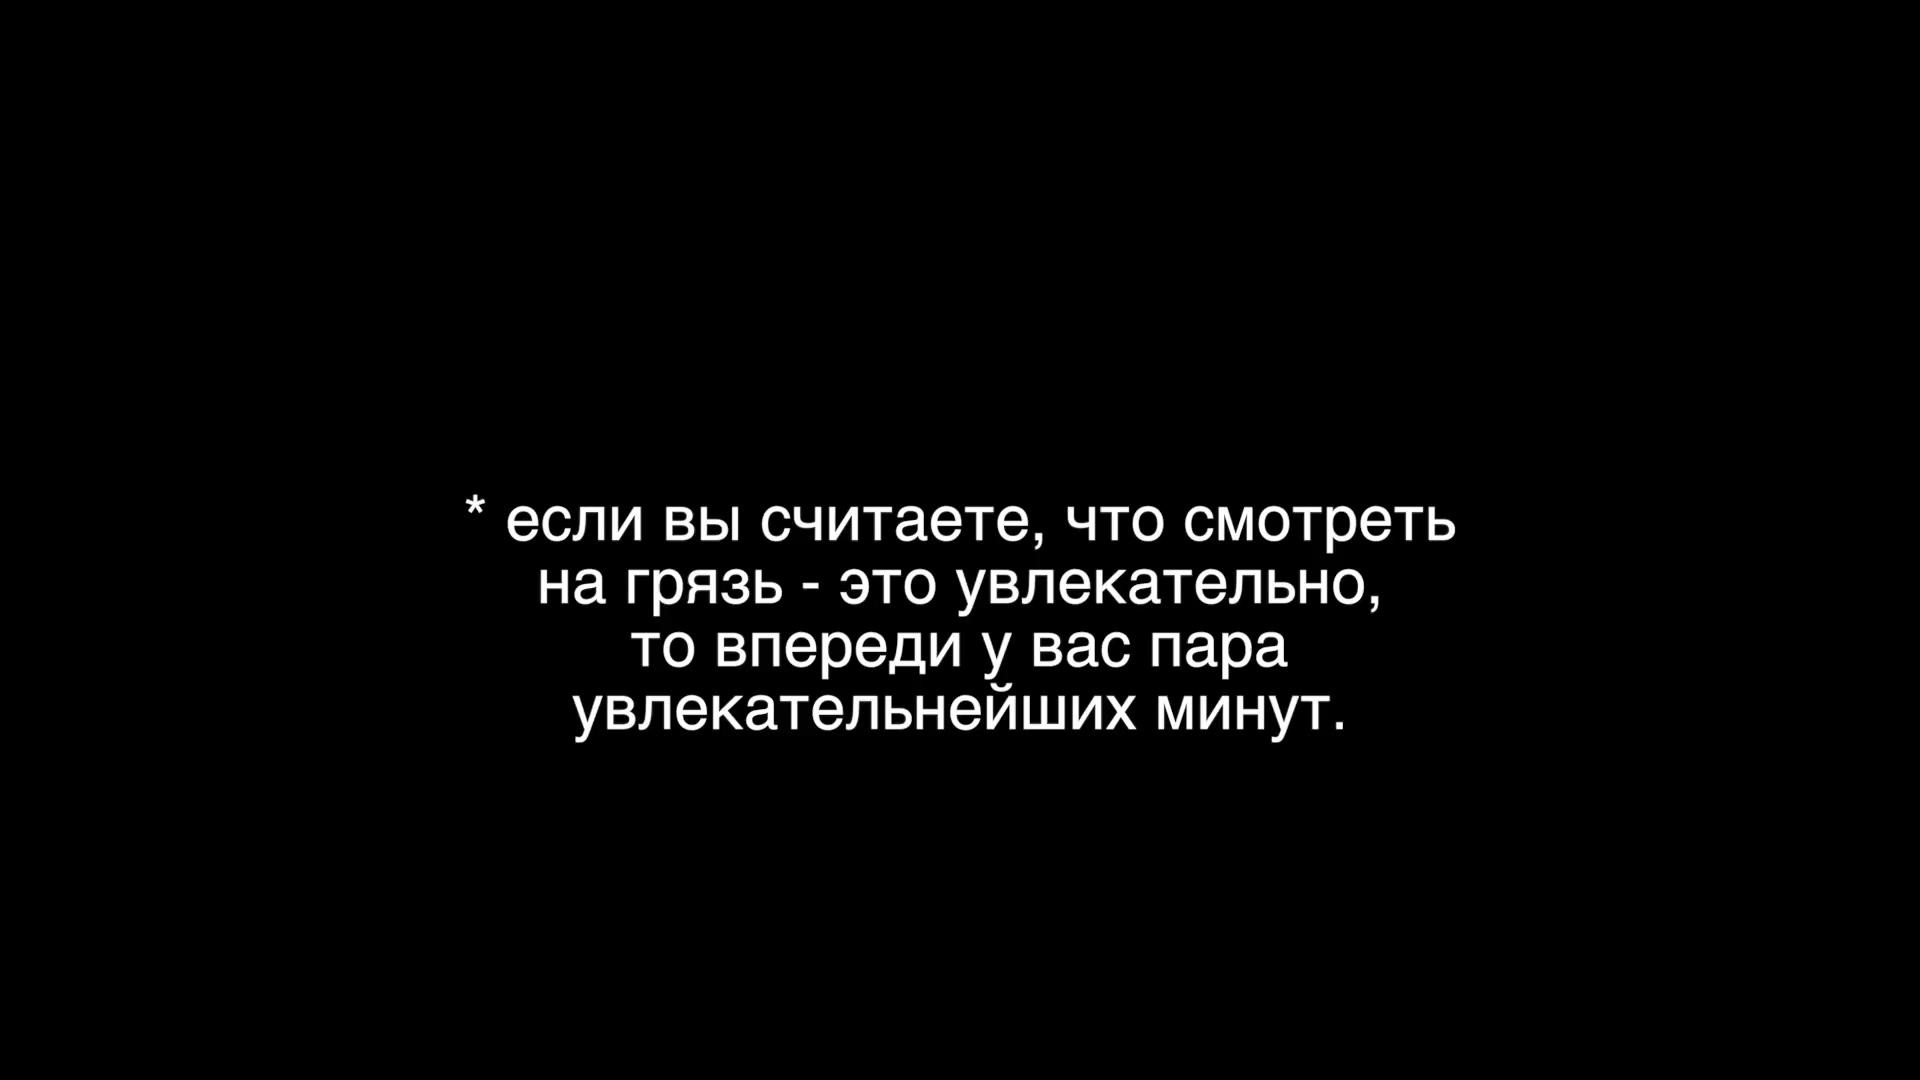 * если вы считаете, что смотреть
на грязь - это увлекательно,
то впереди у вас пара
увлекательнейших минут.